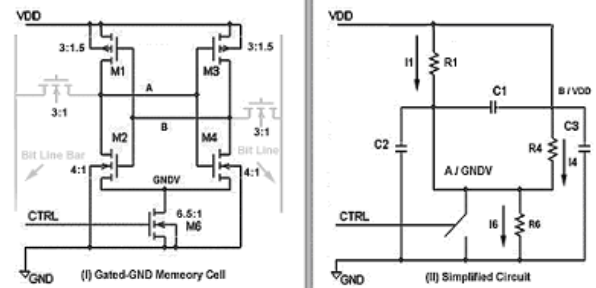 VDD
3:1.5
M1
M3
3:1.5
A
3:1
B
3:1
M2
M4
Bit Line Bar
Bit Line
4:1
4:1
GNDV
CTRL
6.5:1
M6
GND
(I) Gated-GND Memeory Cell
VDD
I1
R1
C1
B / VDD
C2
C3
R4
I4
A / GNDV
CTRL
I6
R6
GND
(II) Simplified Circuit